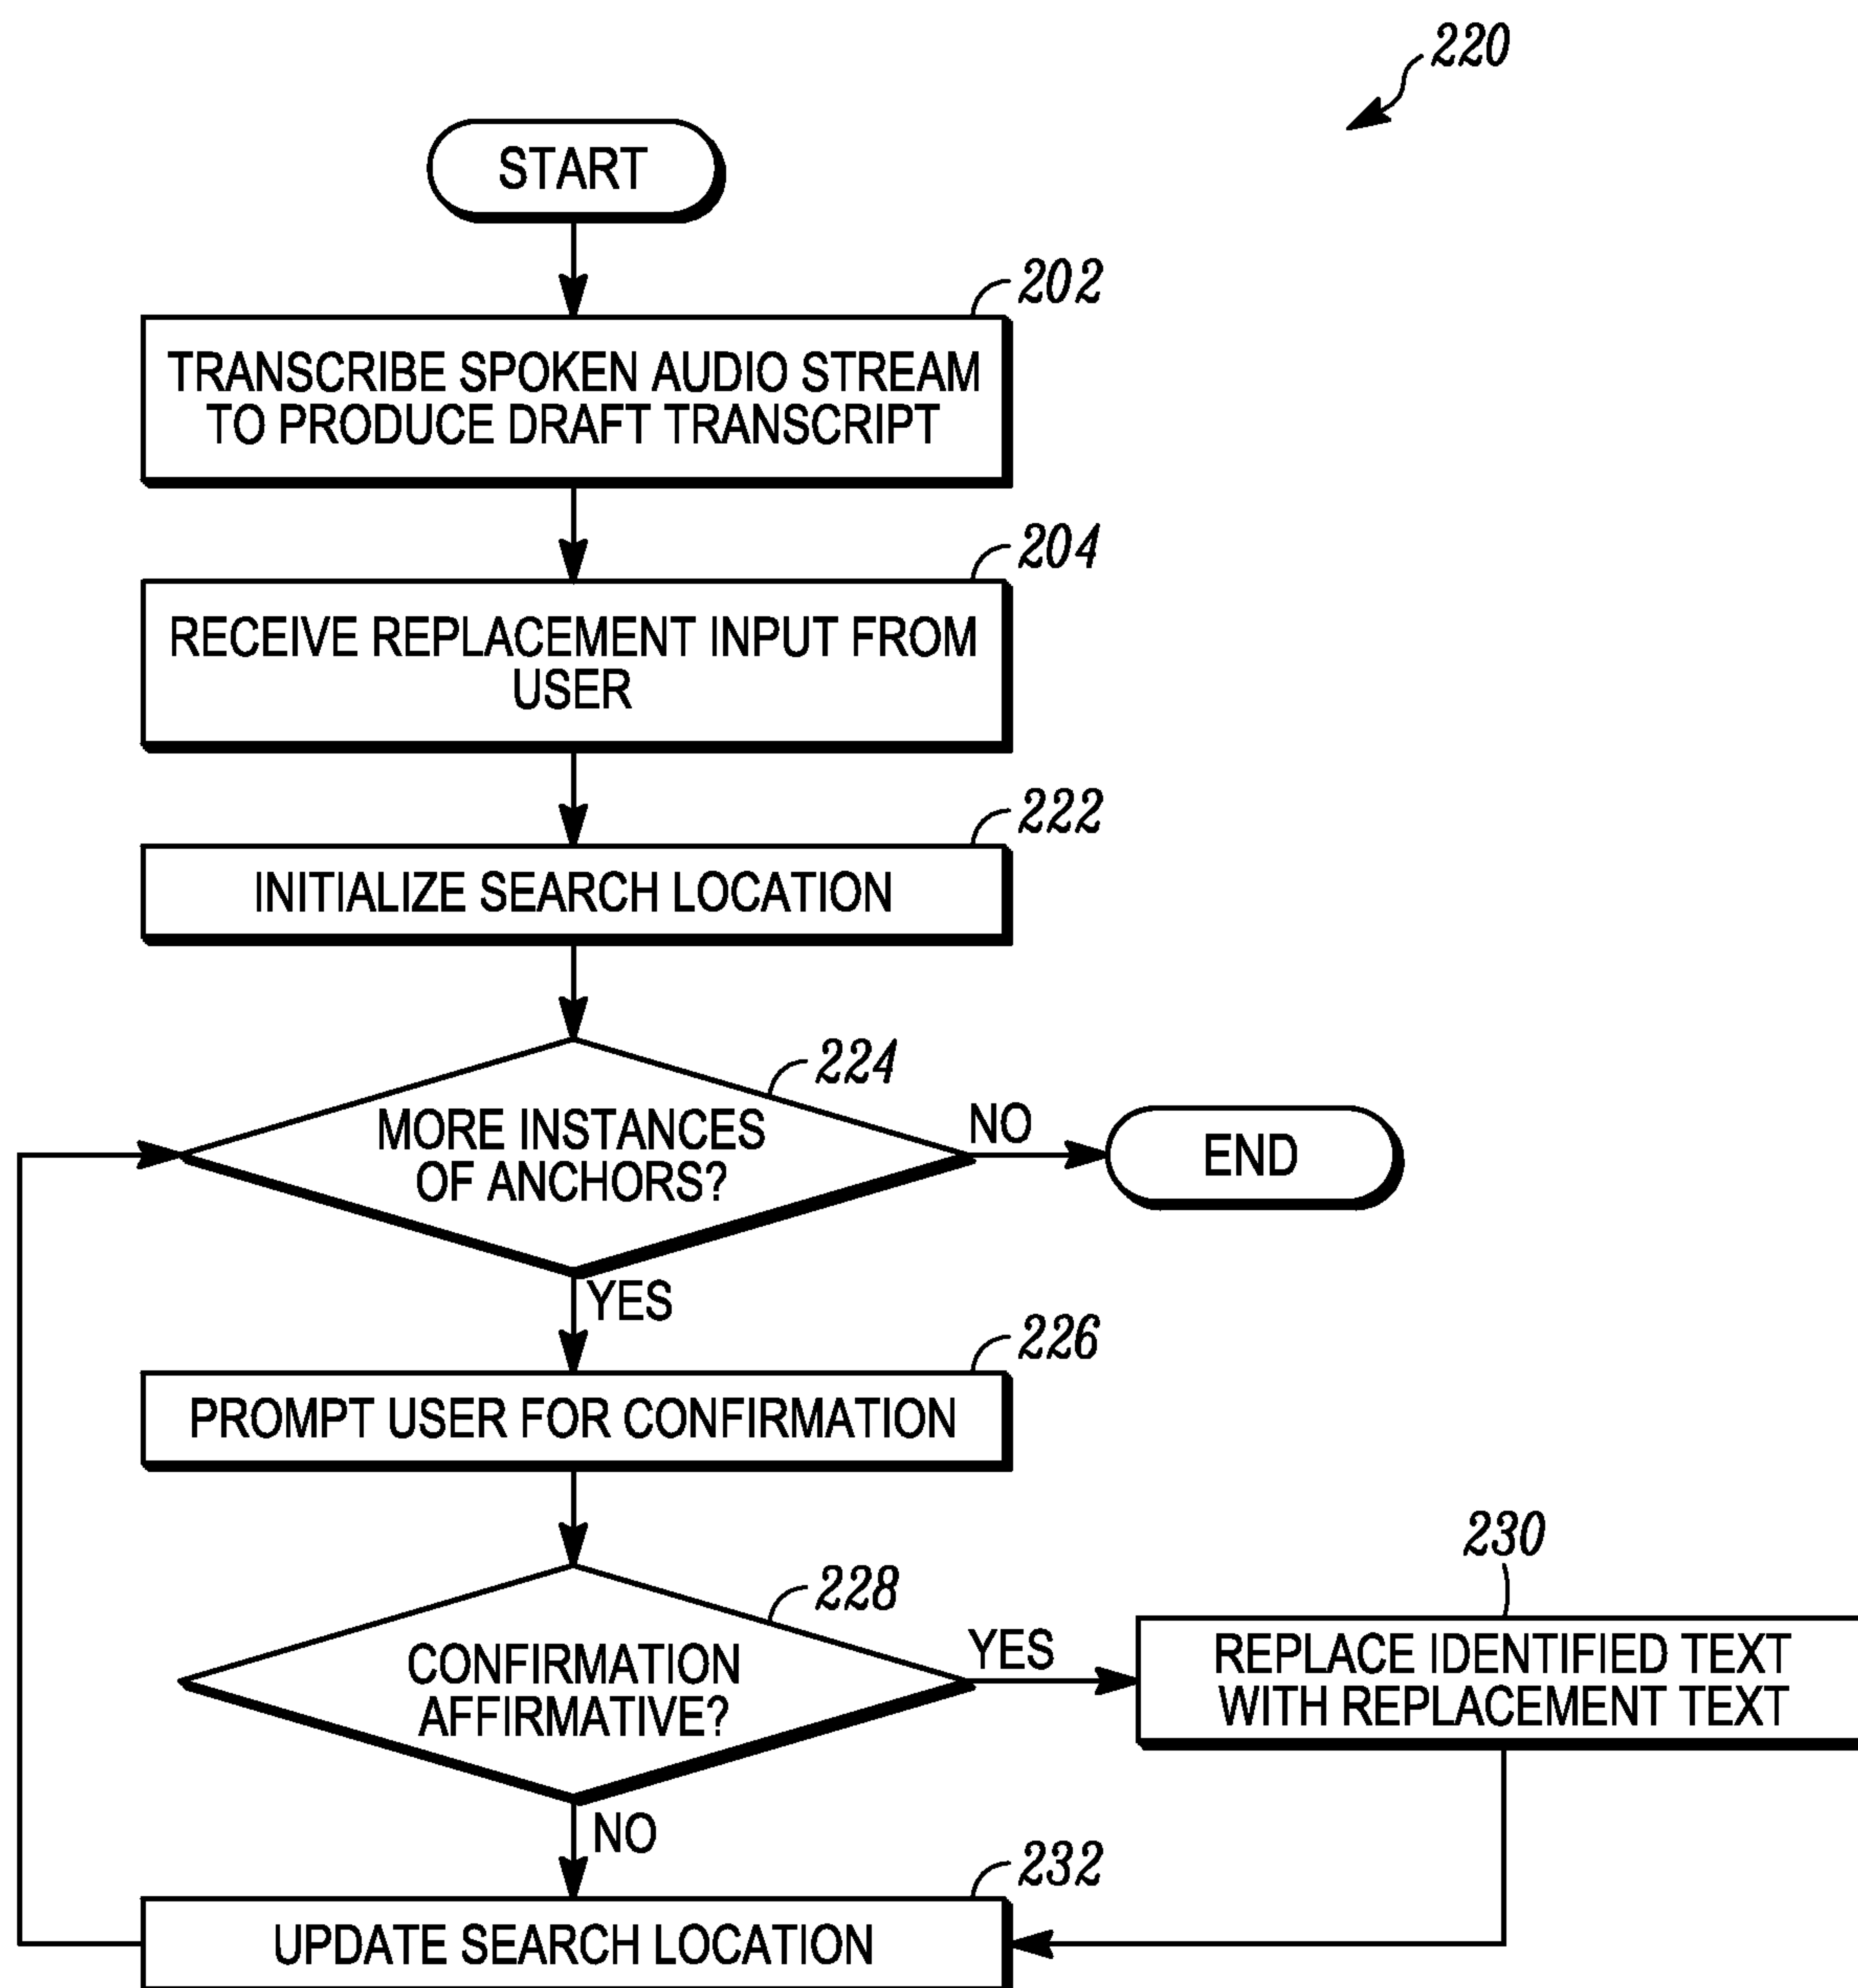 220
START
202
TRANSCRIBE SPOKEN AUDIO STREAM
TO PRODUCE DRAFT TRANSCRIPT
204
RECEIVE REPLACEMENT INPUT FROM
USER
222
INITIALIZE SEARCH LOCATION
224
MORE INSTANCES
OF ANCHORS?
NO
END
YES
226
PROMPT USER FOR CONFIRMATION
228
CONFIRMATION
AFFIRMATIVE?
YES
230
REPLACE IDENTIFIED TEXT
WITH REPLACEMENT TEXT
NO
232
UPDATE SEARCH LOCATION